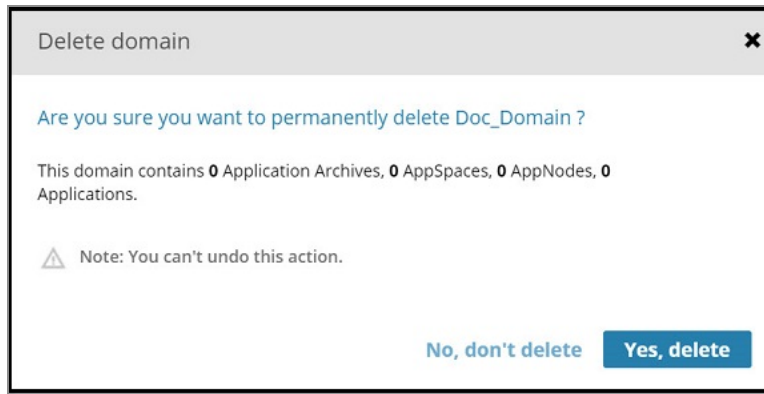 Delete domain
Are you sure you want to permanently delete Doc_Domain ?
This domain contains 0 Application Archives, 0 AppSpaces, 0 AppNodes, 0
Applications.
Note: You can't undo this action.
No, don't delete Yes, delete